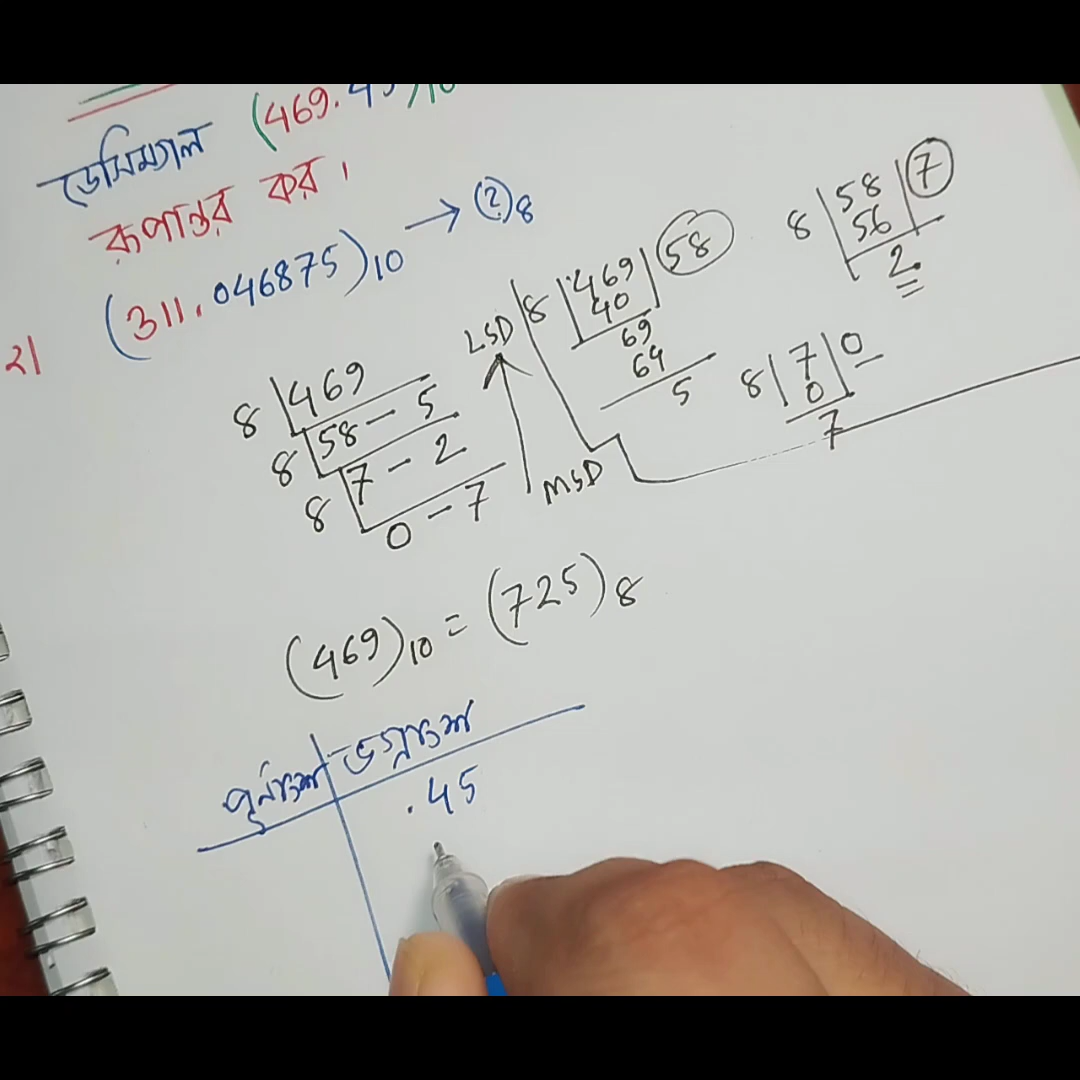 ডেসিম্যাল (469.45)10
রূপান্তর কর।
২। (311.046875)10 → (?)8
8 | 469
8 | 58 – 5
8 | 7 – 2
0 – 7
LSD
MSD
8 | 469 | 58
40
69
64
5
8 | 58 | 7
56
2
8 | 7 | 0
0
7
(469)10 = (725)8
পূর্নাংশ | ভগ্নাংশ
.45